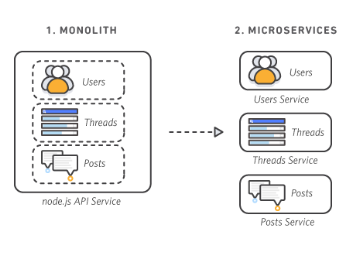 1. MONOLITH
Users
Threads
Posts
node.js API Service
2. MICROSERVICES
Users
Users Service
Threads
Threads Service
Posts
Posts Service